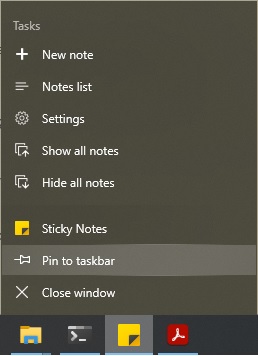 Tasks
New note
Notes list
Settings
Show all notes
Hide all notes
Sticky Notes
Pin to taskbar
Close window